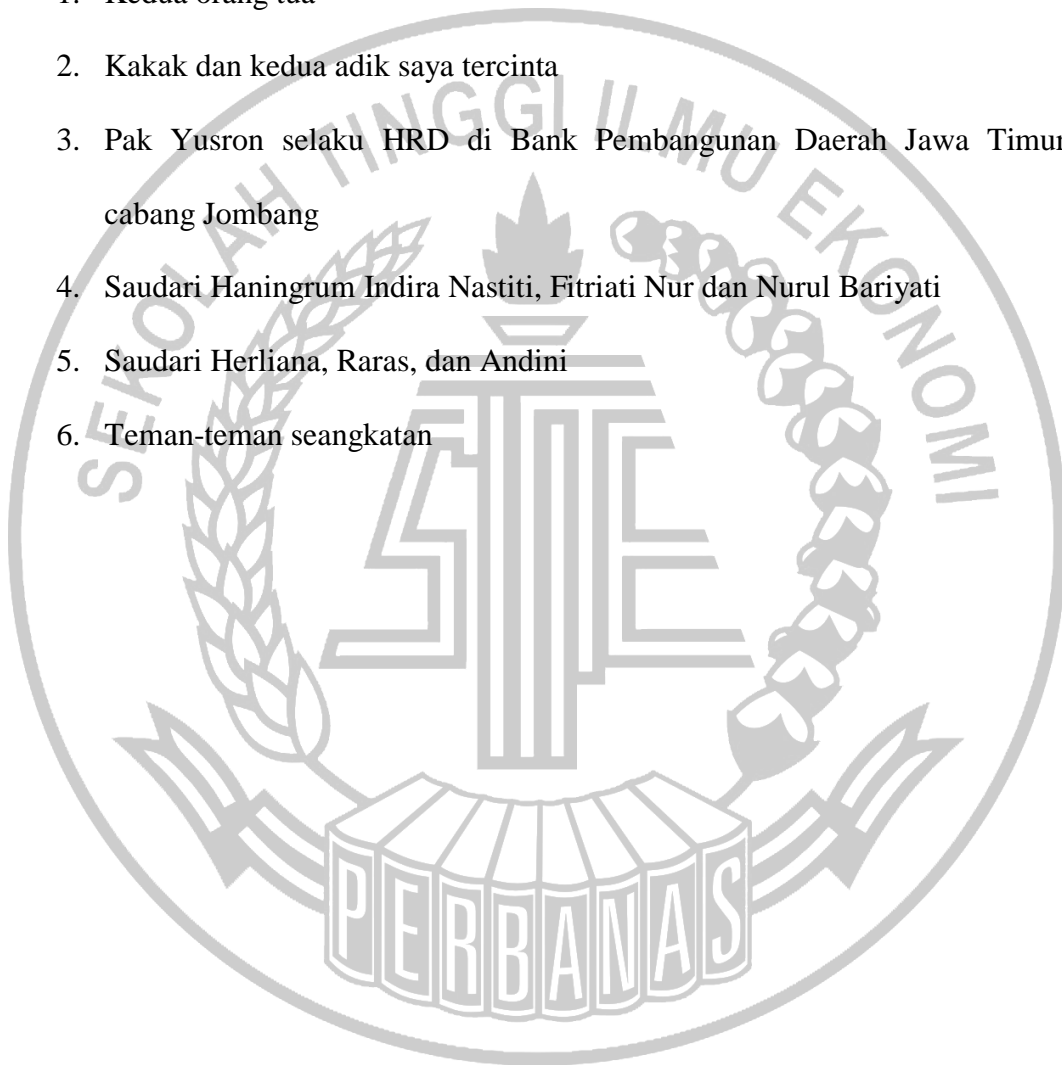 1. Kedua orang tua
2. Kakak dan kedua adik saya tercinta
3. Pak Yusron selaku HRD di Bank Pembangunan Daerah Jawa Timur
cabang Jombang
4. Saudari Haningrum Indira Nastiti, Fitriati Nur dan Nurul Bariyati
5. Saudari Herliana, Raras, dan Andini
6. Teman-teman seangkatan
SEKOLAH TINGGI ILMU EKONOMI
STIE
PERBANAS